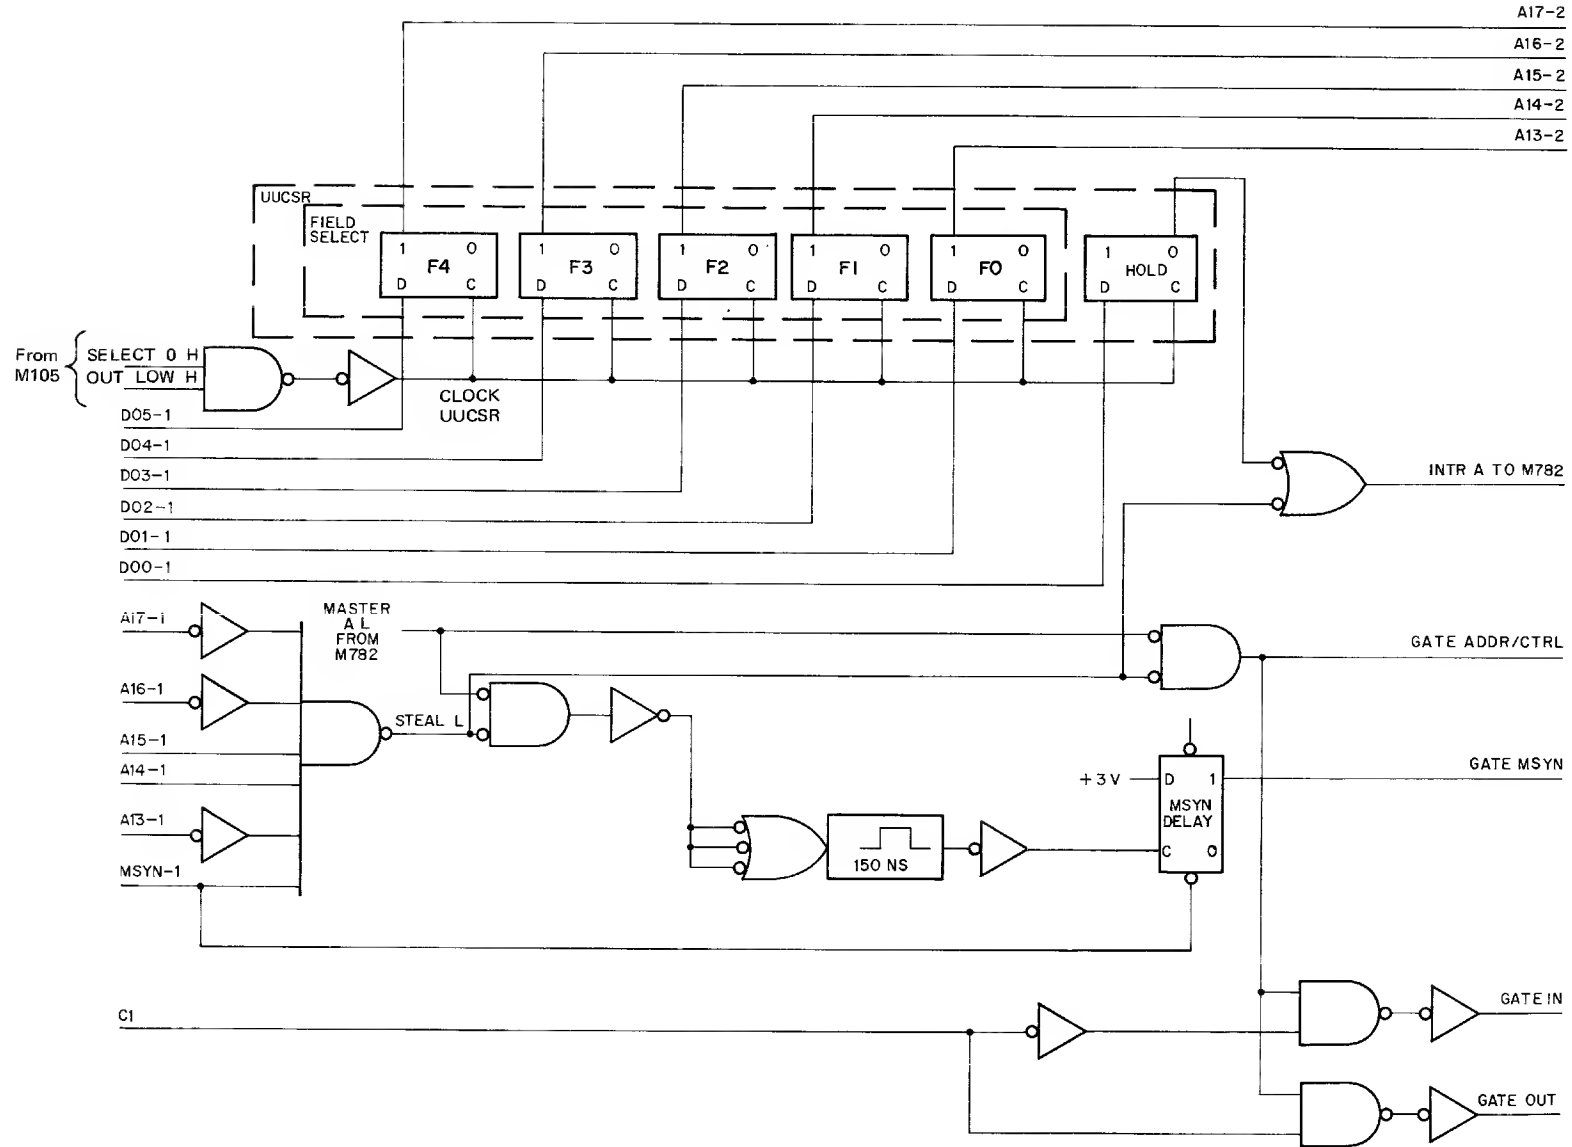 A17-2
A16-2
A15-2
A14-2
A13-2
UUCSR
FIELD
SELECT
1 0
F4
D C
1 0
F3
D C
1 0
F2
D C
1 0
F1
D C
1 0
F0
D C
1 0
HOLD
D C
From
M105
SELECT 0 H
OUT LOW H
CLOCK
UUCSR
D05-1
D04-1
D03-1
D02-1
D01-1
D00-1
INTR A TO M782
A17-1
MASTER
A L
FROM
M782
GATE ADDR/CTRL
A16-1
STEAL L
A15-1
A14-1
A13-1
MSYN-1
+3V
D 1
MSYN
DELAY
C 0
GATE MSYN
150 NS
C1
GATE IN
GATE OUT